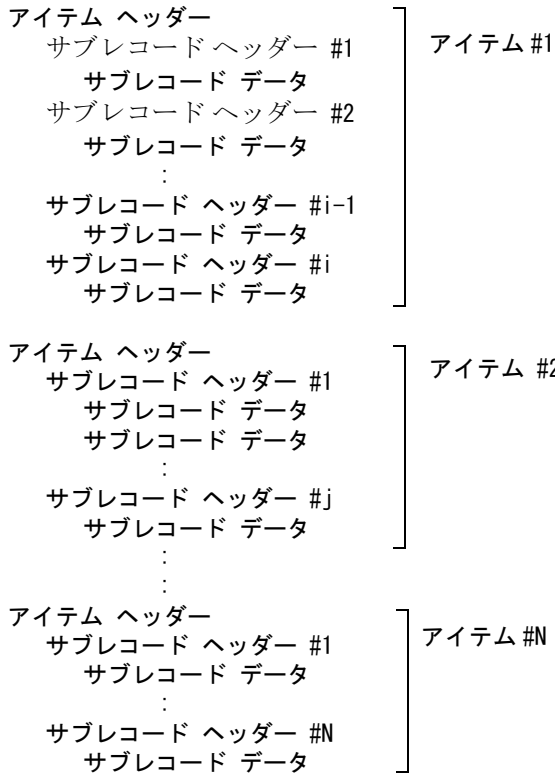 アイテム ヘッダー
サブレコード ヘッダー #1
アイテム #1
サブレコード データ
サブレコード ヘッダー #2
サブレコード データ
:
サブレコード ヘッダー #i-1
サブレコード データ
サブレコード ヘッダー #i
サブレコード データ
アイテム ヘッダー
サブレコード ヘッダー #1
アイテム #2
サブレコード データ
サブレコード データ
:
サブレコード ヘッダー #j
サブレコード データ
:
:
アイテム ヘッダー
サブレコード ヘッダー #1
アイテム #N
サブレコード データ
:
サブレコード ヘッダー #N
サブレコード データ